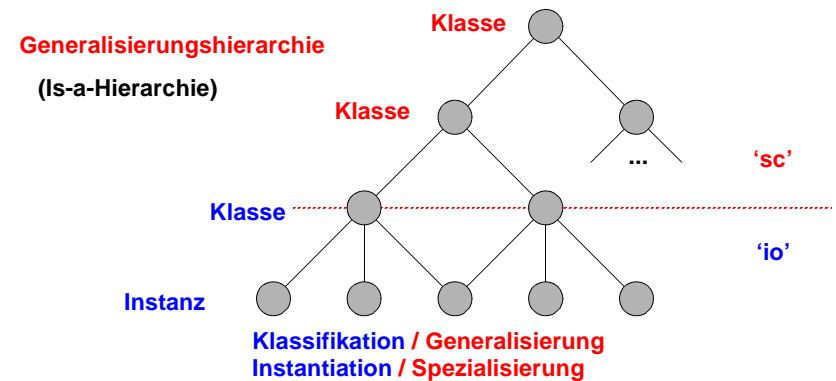 Klasse
Generalisierungshierarchie
(Is-a-Hierarchie)
Klasse
...
‘sc’
Klasse
‘io’
Instanz
Klassifikation / Generalisierung
Instantiation / Spezialisierung